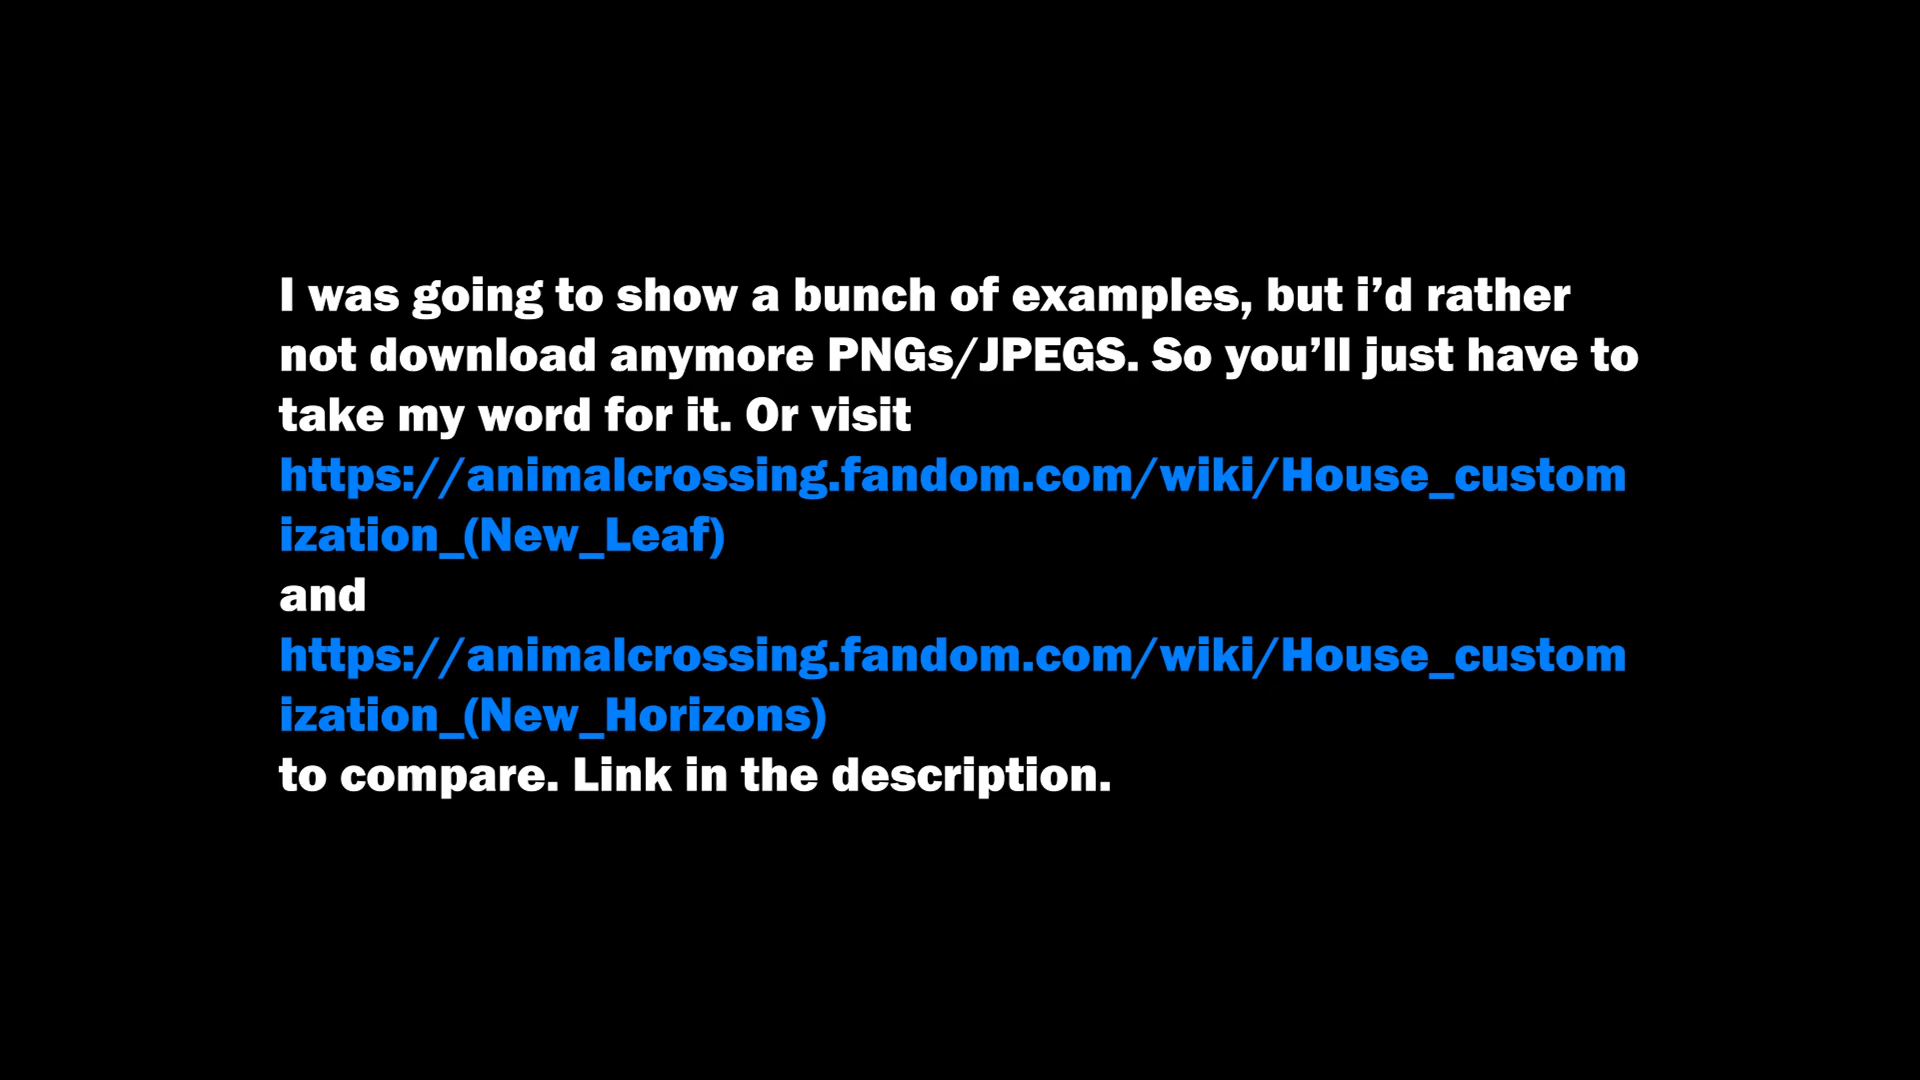 I was going to show a bunch of examples, but i’d rather
not download anymore PNGs/JPEGS. So you’ll just have to
take my word for it. Or visit
https://animalcrossing.fandom.com/wiki/House_custom
ization_(New_Leaf)
and
https://animalcrossing.fandom.com/wiki/House_custom
ization_(New_Horizons)
to compare. Link in the description.